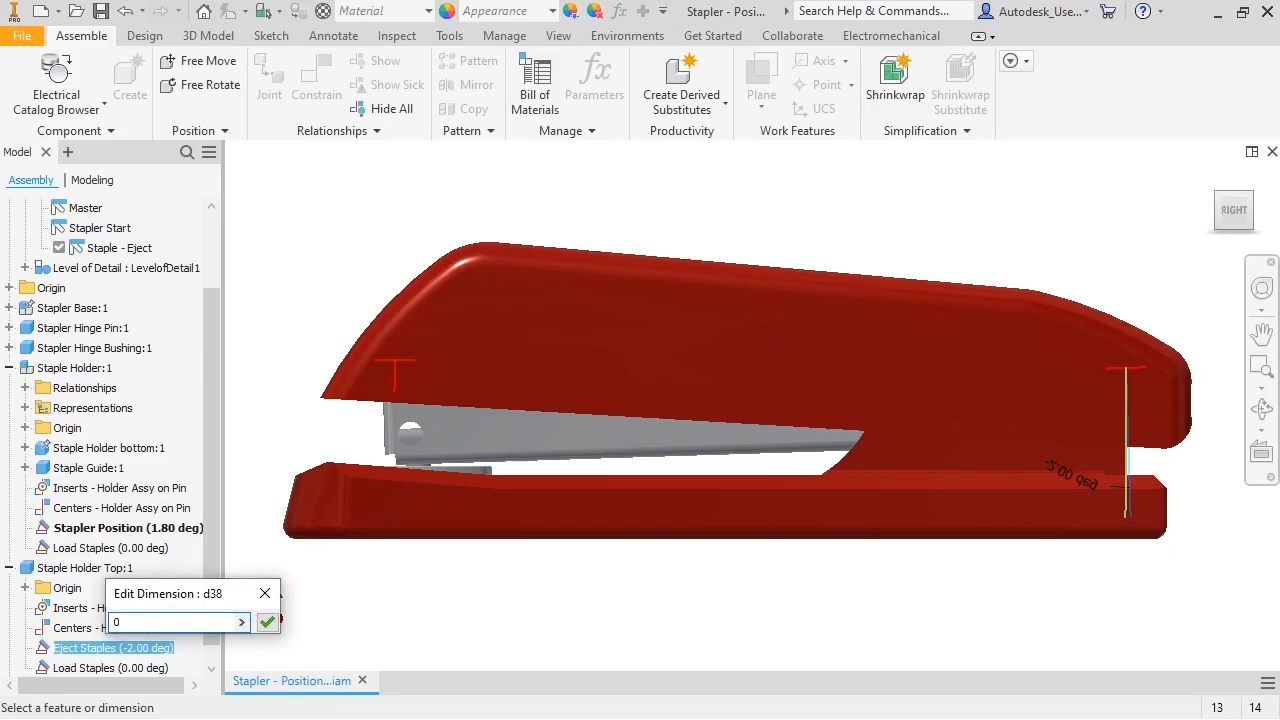 PRO
Material
Appearance
Stapler - Posi...
Search Help & Commands...
Autodesk_Use...
File
Assemble
Design
3D Model
Sketch
Annotate
Inspect
Tools
Manage
View
Environments
Get Started
Collaborate
Electromechanical
Electrical
Catalog Browser
Create
Component
Free Move
Free Rotate
Position
Joint
Constrain
Show
Show Sick
Hide All
Relationships
Pattern
Mirror
Copy
Pattern
Bill of
Materials
Parameters
Manage
Create Derived
Substitutes
Productivity
Plane
Axis
Point
UCS
Work Features
Shrinkwrap
Shrinkwrap
Substitute
Simplification
Model
Assembly
Modeling
Master
Stapler Start
Staple - Eject
Level of Detail : LevelofDetail1
Origin
Stapler Base:1
Stapler Hinge Pin:1
Stapler Hinge Bushing:1
Staple Holder:1
Relationships
Representations
Origin
Staple Holder bottom:1
Staple Guide:1
Inserts - Holder Assy on Pin
Centers - Holder Assy on Pin
Stapler Position (1.80 deg)
Load Staples (0.00 deg)
Staple Holder Top:1
Origin
Inserts - H
Centers - H
Eject Staples (-2.00 deg)
Load Staples (0.00 deg)
Edit Dimension : d38
0
-2.00 deg
RIGHT
Stapler - Position...iam
Select a feature or dimension
13
14